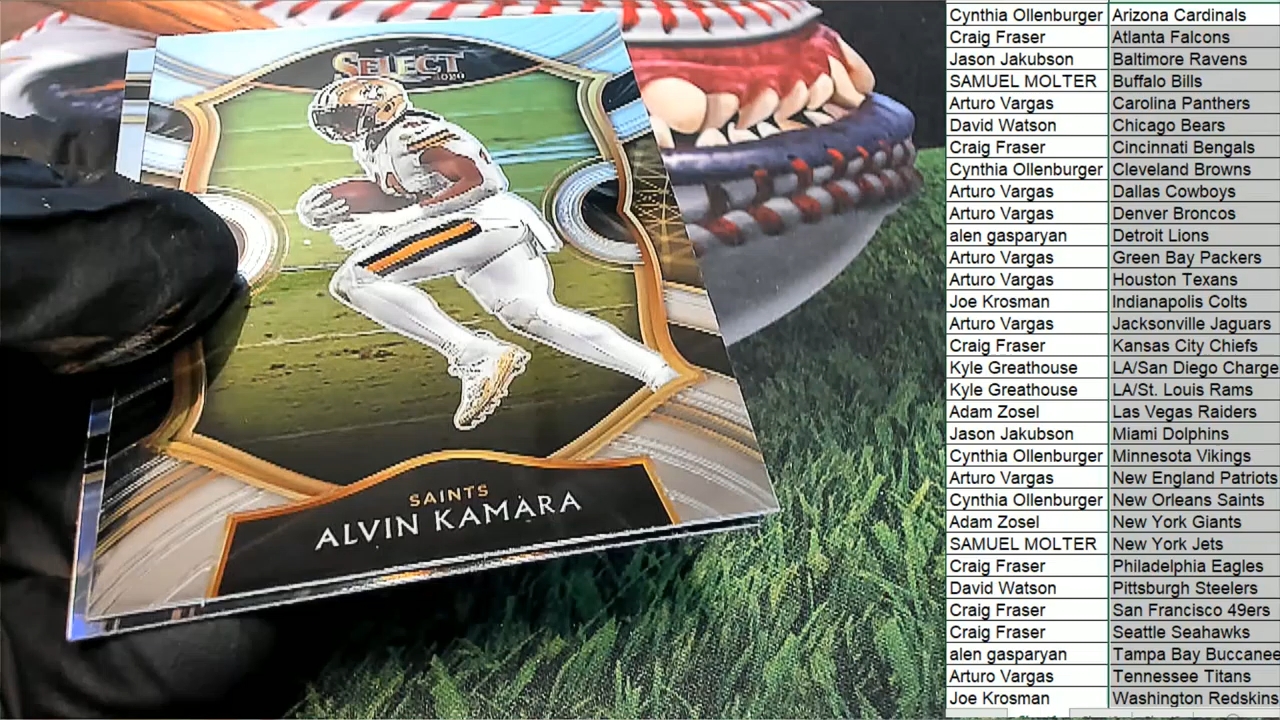 SELECT
2020
SAINTS
ALVIN KAMARA
Cynthia Ollenburger Arizona Cardinals
Craig Fraser Atlanta Falcons
Jason Jakubson Baltimore Ravens
SAMUEL MOLTER Buffalo Bills
Arturo Vargas Carolina Panthers
David Watson Chicago Bears
Craig Fraser Cincinnati Bengals
Cynthia Ollenburger Cleveland Browns
Arturo Vargas Dallas Cowboys
Arturo Vargas Denver Broncos
alen gasparyan Detroit Lions
Arturo Vargas Green Bay Packers
Arturo Vargas Houston Texans
Joe Krosman Indianapolis Colts
Arturo Vargas Jacksonville Jaguars
Craig Fraser Kansas City Chiefs
Kyle Greathouse LA/San Diego Charge
Kyle Greathouse LA/St. Louis Rams
Adam Zosel Las Vegas Raiders
Jason Jakubson Miami Dolphins
Cynthia Ollenburger Minnesota Vikings
Arturo Vargas New England Patriots
Cynthia Ollenburger New Orleans Saints
Adam Zosel New York Giants
SAMUEL MOLTER New York Jets
Craig Fraser Philadelphia Eagles
David Watson Pittsburgh Steelers
Craig Fraser San Francisco 49ers
Craig Fraser Seattle Seahawks
alen gasparyan Tampa Bay Buccanee
Arturo Vargas Tennessee Titans
Joe Krosman Washington Redskins